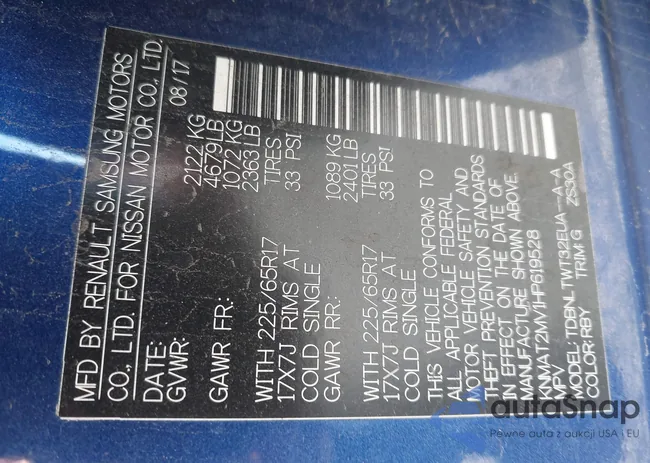 MFD BY RENAULT SAMSUNG MOTORS
CO., LTD. FOR NISSAN MOTOR CO., LTD.
DATE: 08/17
GVWR: 2122 KG
4679 LB
GAWR FR: 1072 KG
2363 LB
WITH 225/65R17 TIRES
17X7J RIMS AT 33 PSI
COLD SINGLE
GAWR RR: 1089 KG
2401 LB
WITH 225/65R17 TIRES
17X7J RIMS AT 33 PSI
COLD SINGLE
THIS VEHICLE CONFORMS TO
ALL APPLICABLE FEDERAL
MOTOR VEHICLE SAFETY AND
THEFT PREVENTION STANDARDS
IN EFFECT ON THE DATE OF
MANUFACTURE SHOWN ABOVE.
KNMAT2MV1HP619528
MPV
MODEL: TDBNLTWT32EUA-A-A
COLOR: RBY TRIM: G ZS30A
autaSnap
Pewne auta z aukcji USA i EU